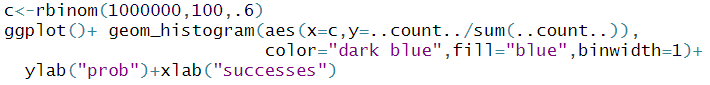 c<-rbinom(1000000,100,.6)
ggplot()+ geom_histogram(aes(x=c,y=..count../sum(..count..)),
color="dark blue",fill="blue",binwidth=1)+
ylab("prob")+xlab("successes")